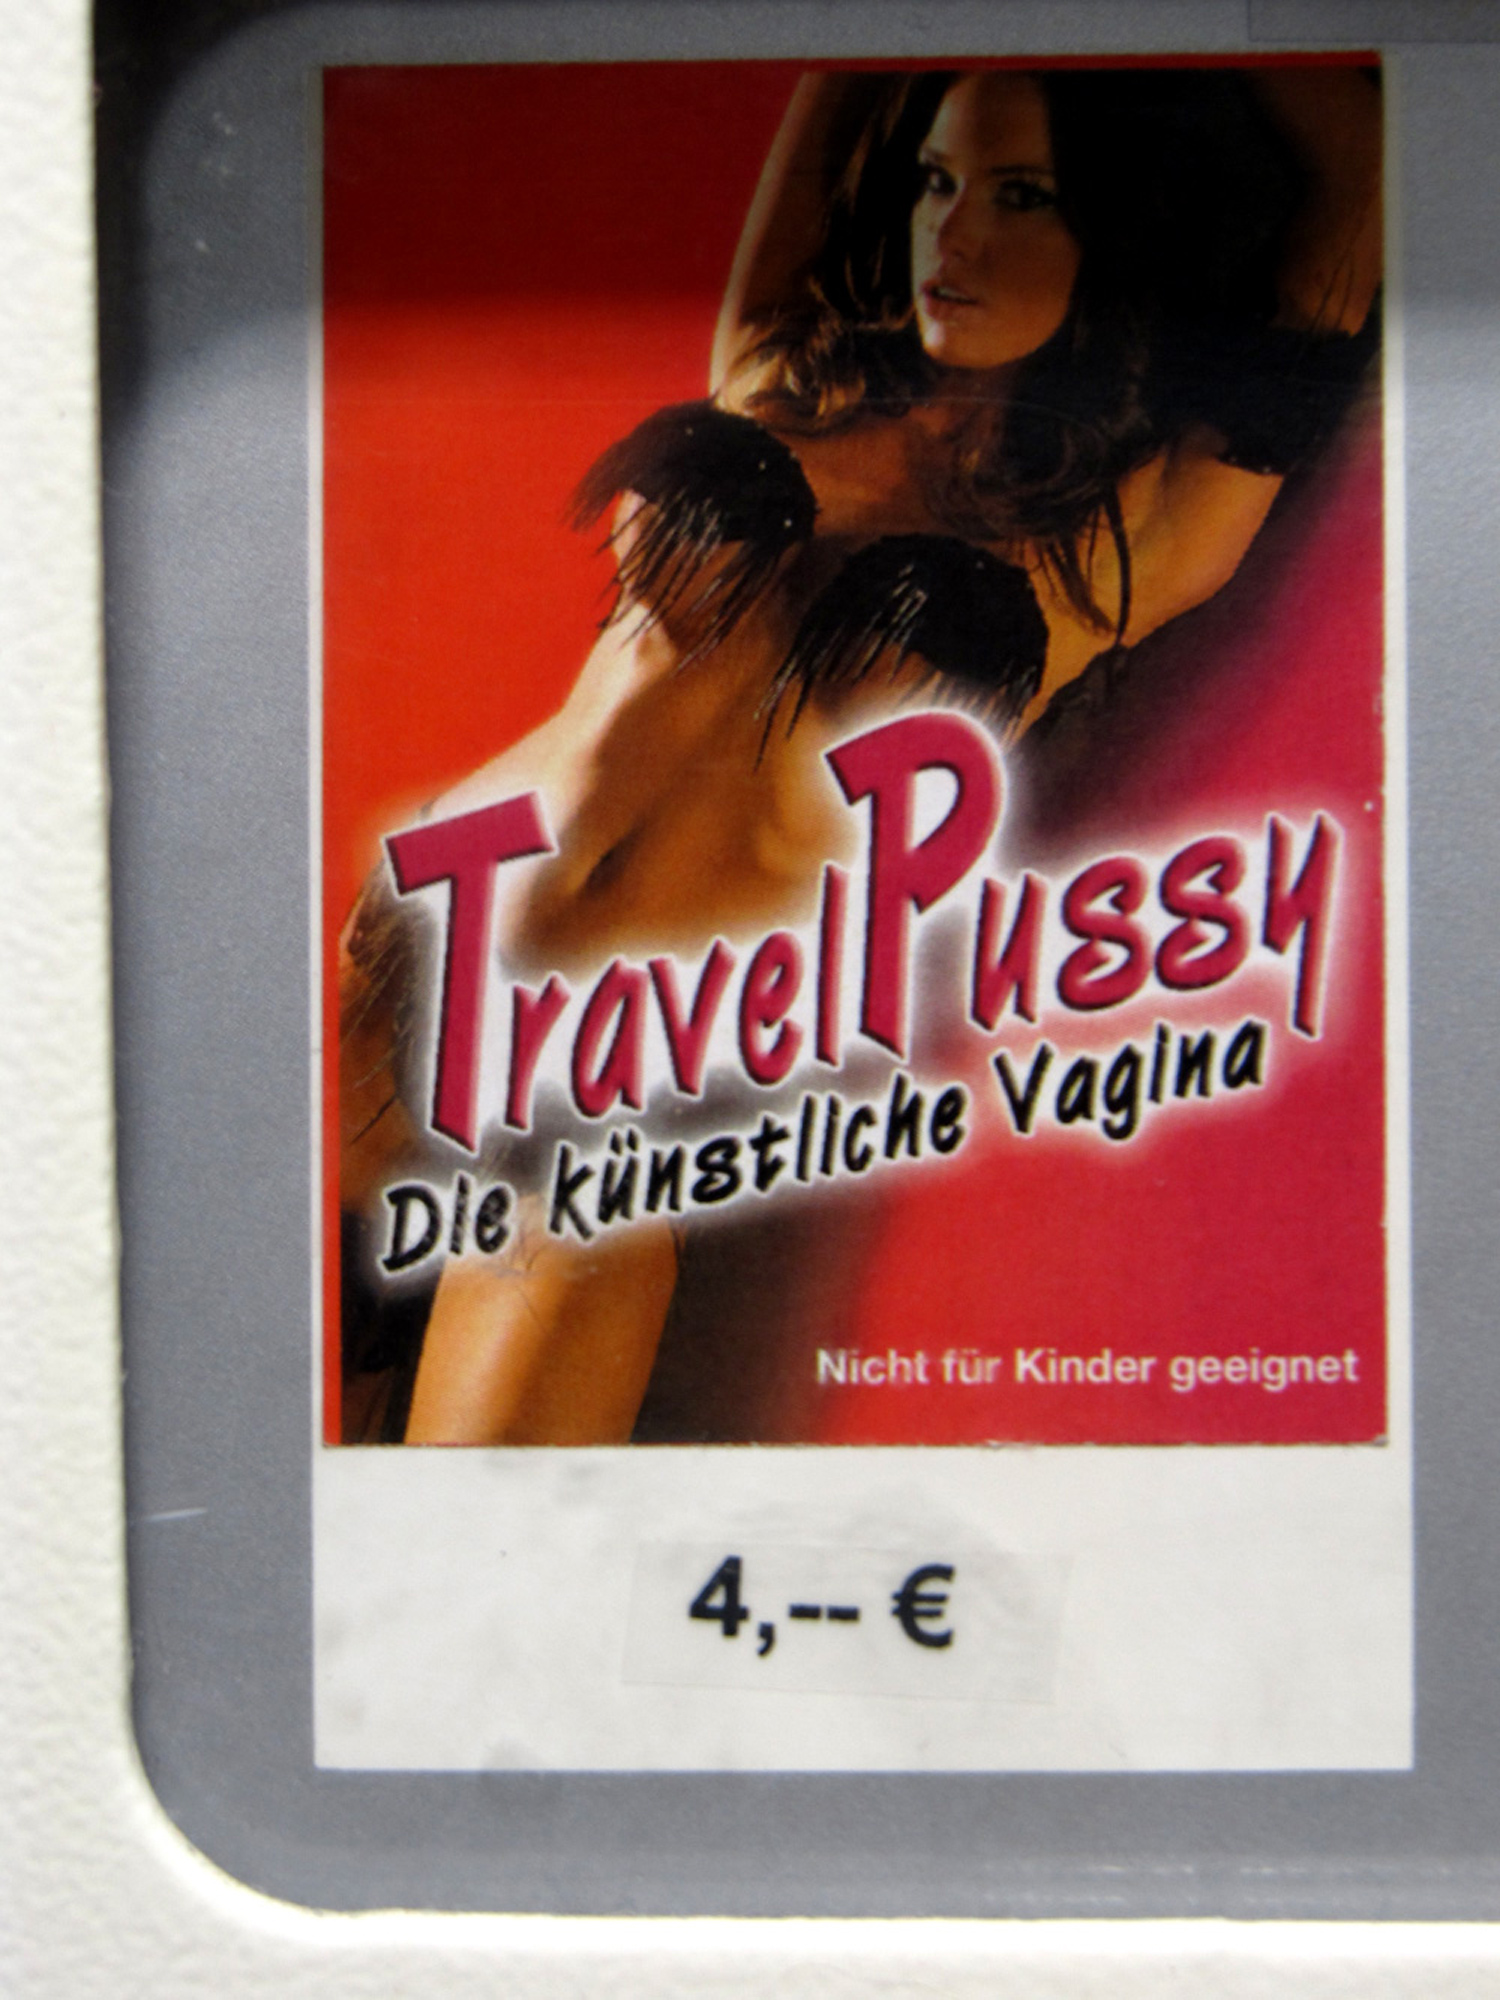 TravelPussy
Die künstliche Vagina
Nicht für Kinder geeignet
4,-- €